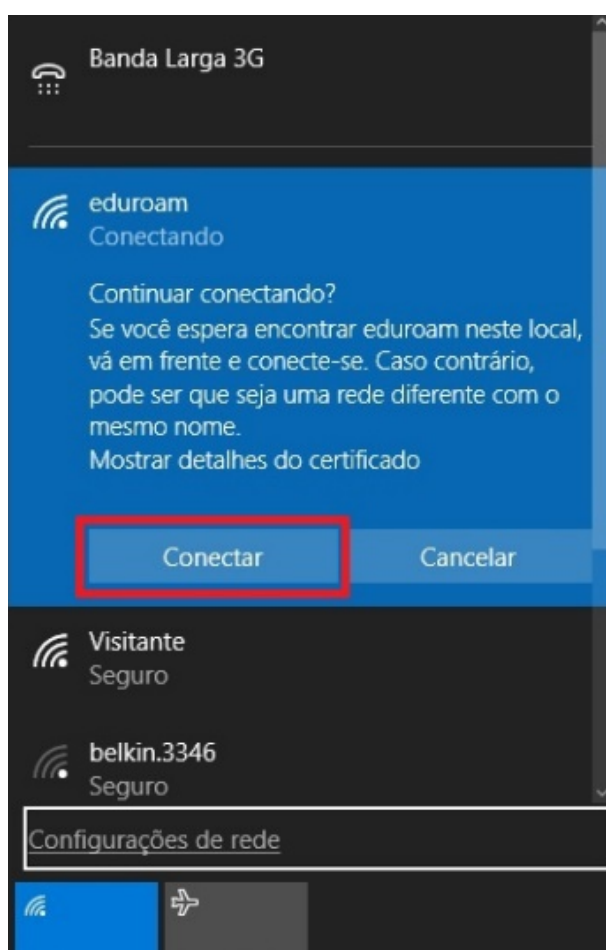 Banda Larga 3G
eduroam
Conectando
Continuar conectando?
Se você espera encontrar eduroam neste local,
vá em frente e conecte-se. Caso contrário,
pode ser que seja uma rede diferente com o
mesmo nome.
Mostrar detalhes do certificado
Conectar
Cancelar
Visitante
Seguro
belkin.3346
Seguro
Configurações de rede